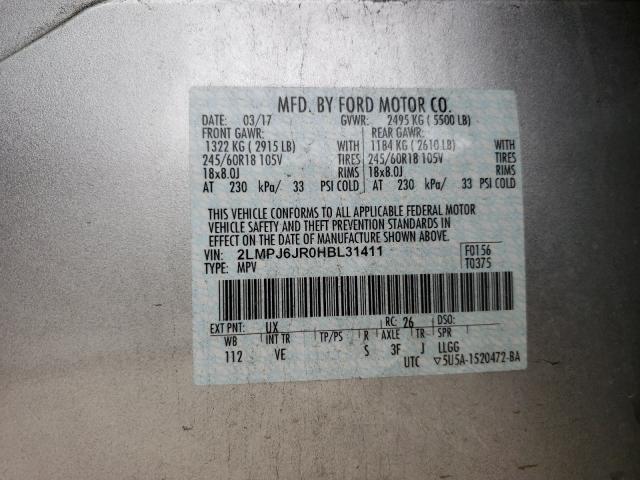 MFD. BY FORD MOTOR CO.
DATE: 03/17 GVWR: 2495 KG ( 5500 LB)
FRONT GAWR: REAR GAWR:
1322 KG ( 2915 LB) WITH 1184 KG ( 2610 LB) WITH
245/60R18 105V TIRES 245/60R18 105V TIRES
18x8.0J RIMS 18x8.0J RIMS
AT 230 kPa/ 33 PSI COLD AT 230 kPa/ 33 PSI COLD
THIS VEHICLE CONFORMS TO ALL APPLICABLE FEDERAL MOTOR
VEHICLE SAFETY AND THEFT PREVENTION STANDARDS IN
EFFECT ON THE DATE OF MANUFACTURE SHOWN ABOVE.
VIN: 2LMPJ6JR0HBL31411 F0156
TYPE: MPV T0375
EXT PNT: UX RC: 26 DSO:
WB INT TR TP/PS R AXLE TR SPR
112 VE S 3F J LLGG
UTC ▽5U5A-1520472-BA